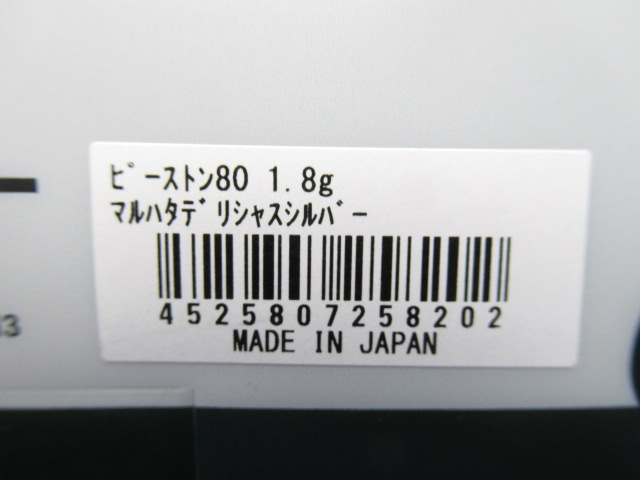 ﾋﾟｰｽﾄﾝ80 1.8g
ﾏﾙﾊﾀﾃﾞﾘｼｬｽｼﾙﾊﾞｰ
4525807258202
MADE IN JAPAN